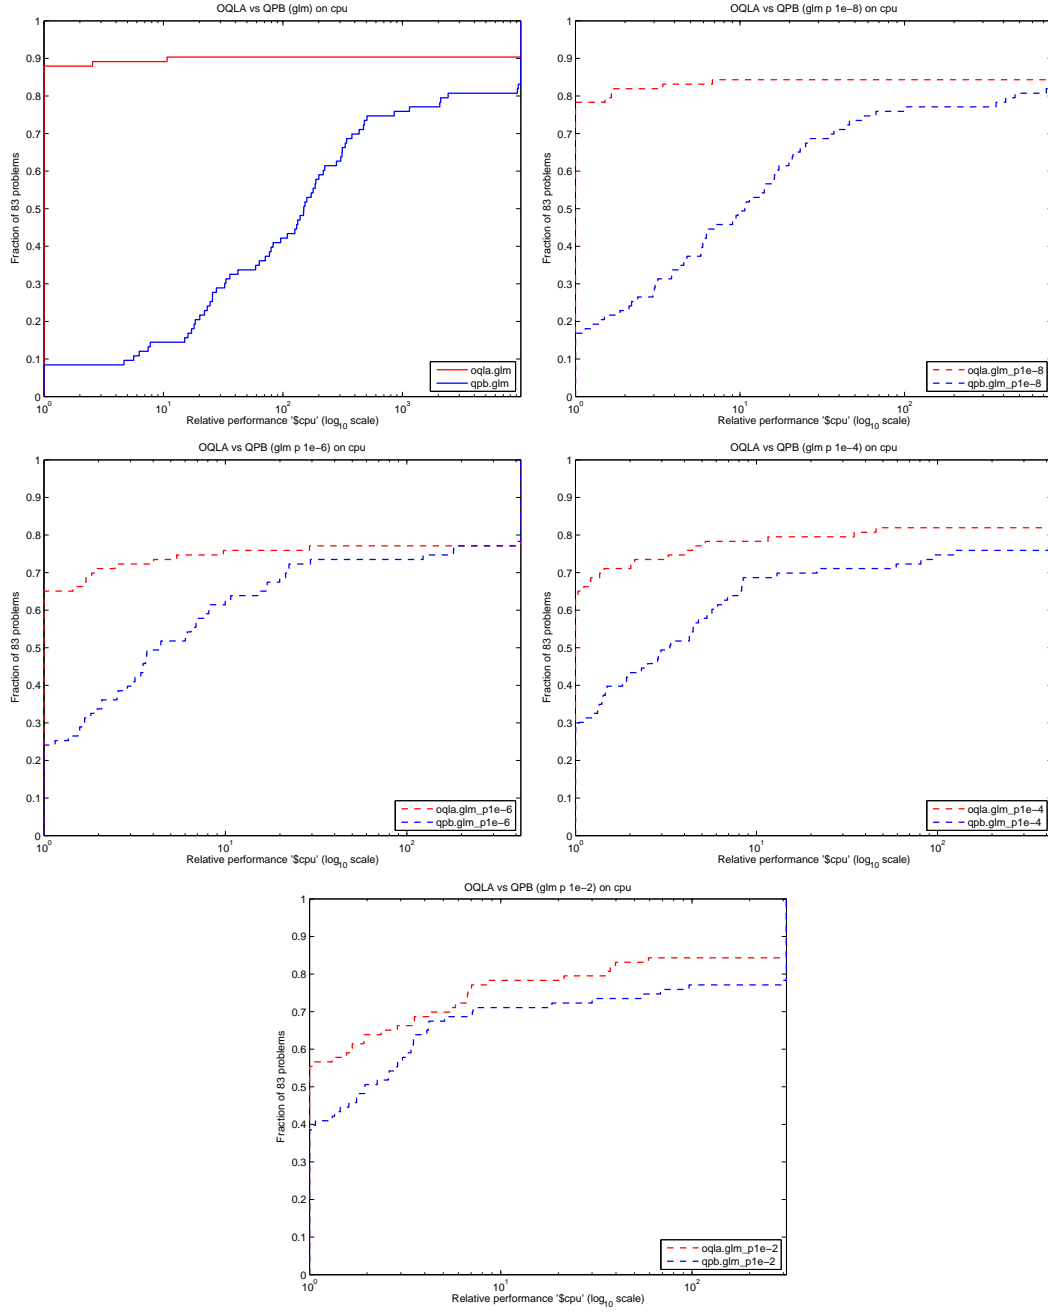 OQLA vs QPB (glm) on cpu
1
0.9
0.8
0.7
0.6
0.5
0.4
0.3
0.2
0.1
0
Fraction of 83 problems
oqla.glm
qpb.glm
10^0 10^1 10^2 10^3
Relative performance '$cpu' (log_10 scale)
OQLA vs QPB (glm p 1e−8) on cpu
1
0.9
0.8
0.7
0.6
0.5
0.4
0.3
0.2
0.1
0
Fraction of 83 problems
oqla.glm_p1e−8
qpb.glm_p1e−8
10^0 10^1 10^2
Relative performance '$cpu' (log_10 scale)
OQLA vs QPB (glm p 1e−6) on cpu
1
0.9
0.8
0.7
0.6
0.5
0.4
0.3
0.2
0.1
0
Fraction of 83 problems
oqla.glm_p1e−6
qpb.glm_p1e−6
10^0 10^1 10^2
Relative performance '$cpu' (log_10 scale)
OQLA vs QPB (glm p 1e−4) on cpu
1
0.9
0.8
0.7
0.6
0.5
0.4
0.3
0.2
0.1
0
Fraction of 83 problems
oqla.glm_p1e−4
qpb.glm_p1e−4
10^0 10^1 10^2
Relative performance '$cpu' (log_10 scale)
OQLA vs QPB (glm p 1e−2) on cpu
1
0.9
0.8
0.7
0.6
0.5
0.4
0.3
0.2
0.1
0
Fraction of 83 problems
oqla.glm_p1e−2
qpb.glm_p1e−2
10^0 10^1 10^2
Relative performance '$cpu' (log_10 scale)